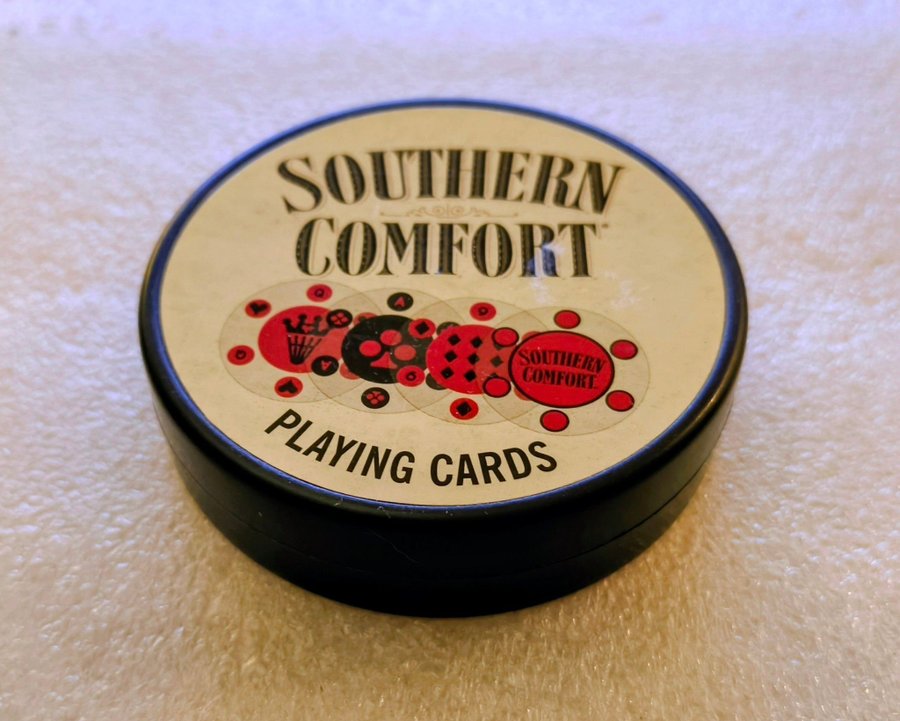 SOUTHERN
COMFORT
Q
A
Q
A
Q
SOUTHERN
COMFORT
PLAYING CARDS